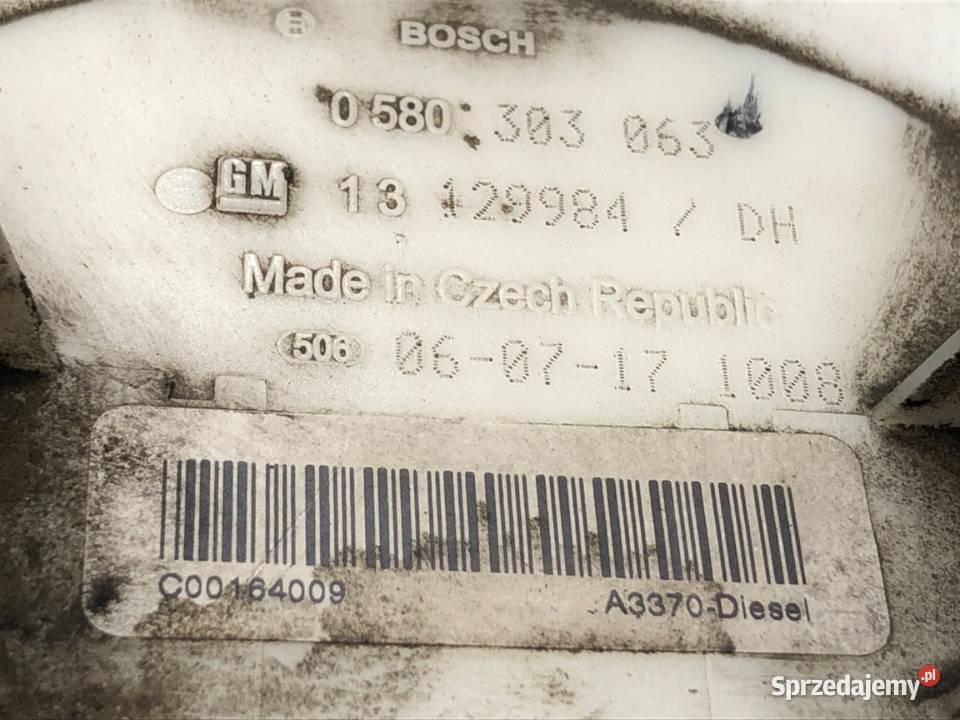 BOSCH
0 580 303 063
GM 13 129984 / DH
Made in Czech Republic
506 06-07-17 1008
C00164009 A3370-Diesel
Sprzedajemy.pl